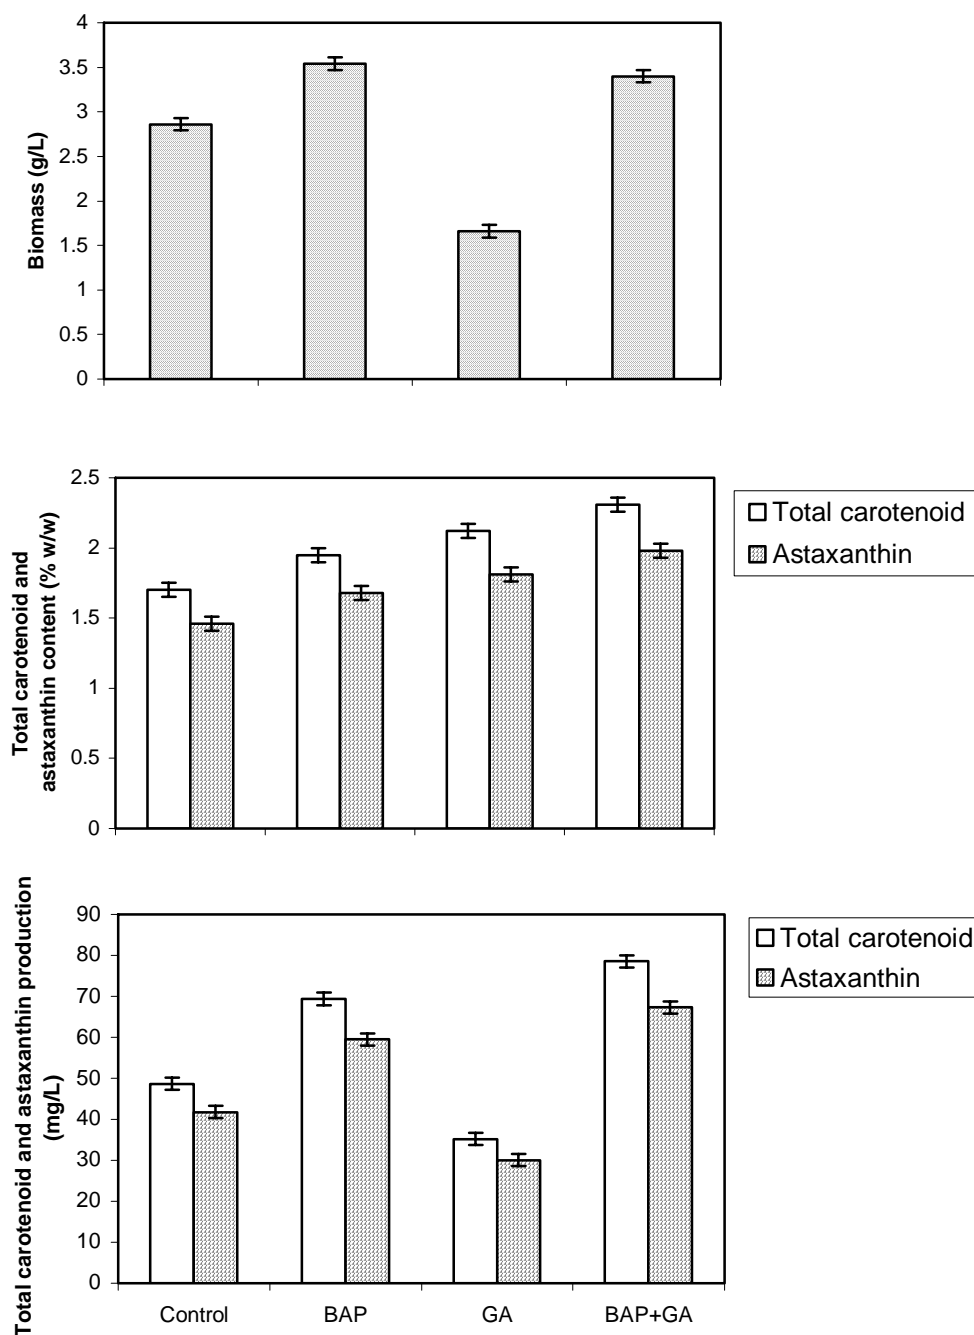 4
3.5
3
2.5
2
1.5
1
0.5
0
Biomass (g/L)
2.5
2
1.5
1
0.5
0
Total carotenoid and
astaxanthin content (% w/w)
Total carotenoid
Astaxanthin
90
80
70
60
50
40
30
20
10
0
Total carotenoid and astaxanthin production
(mg/L)
Total carotenoid
Astaxanthin
Control BAP GA BAP+GA